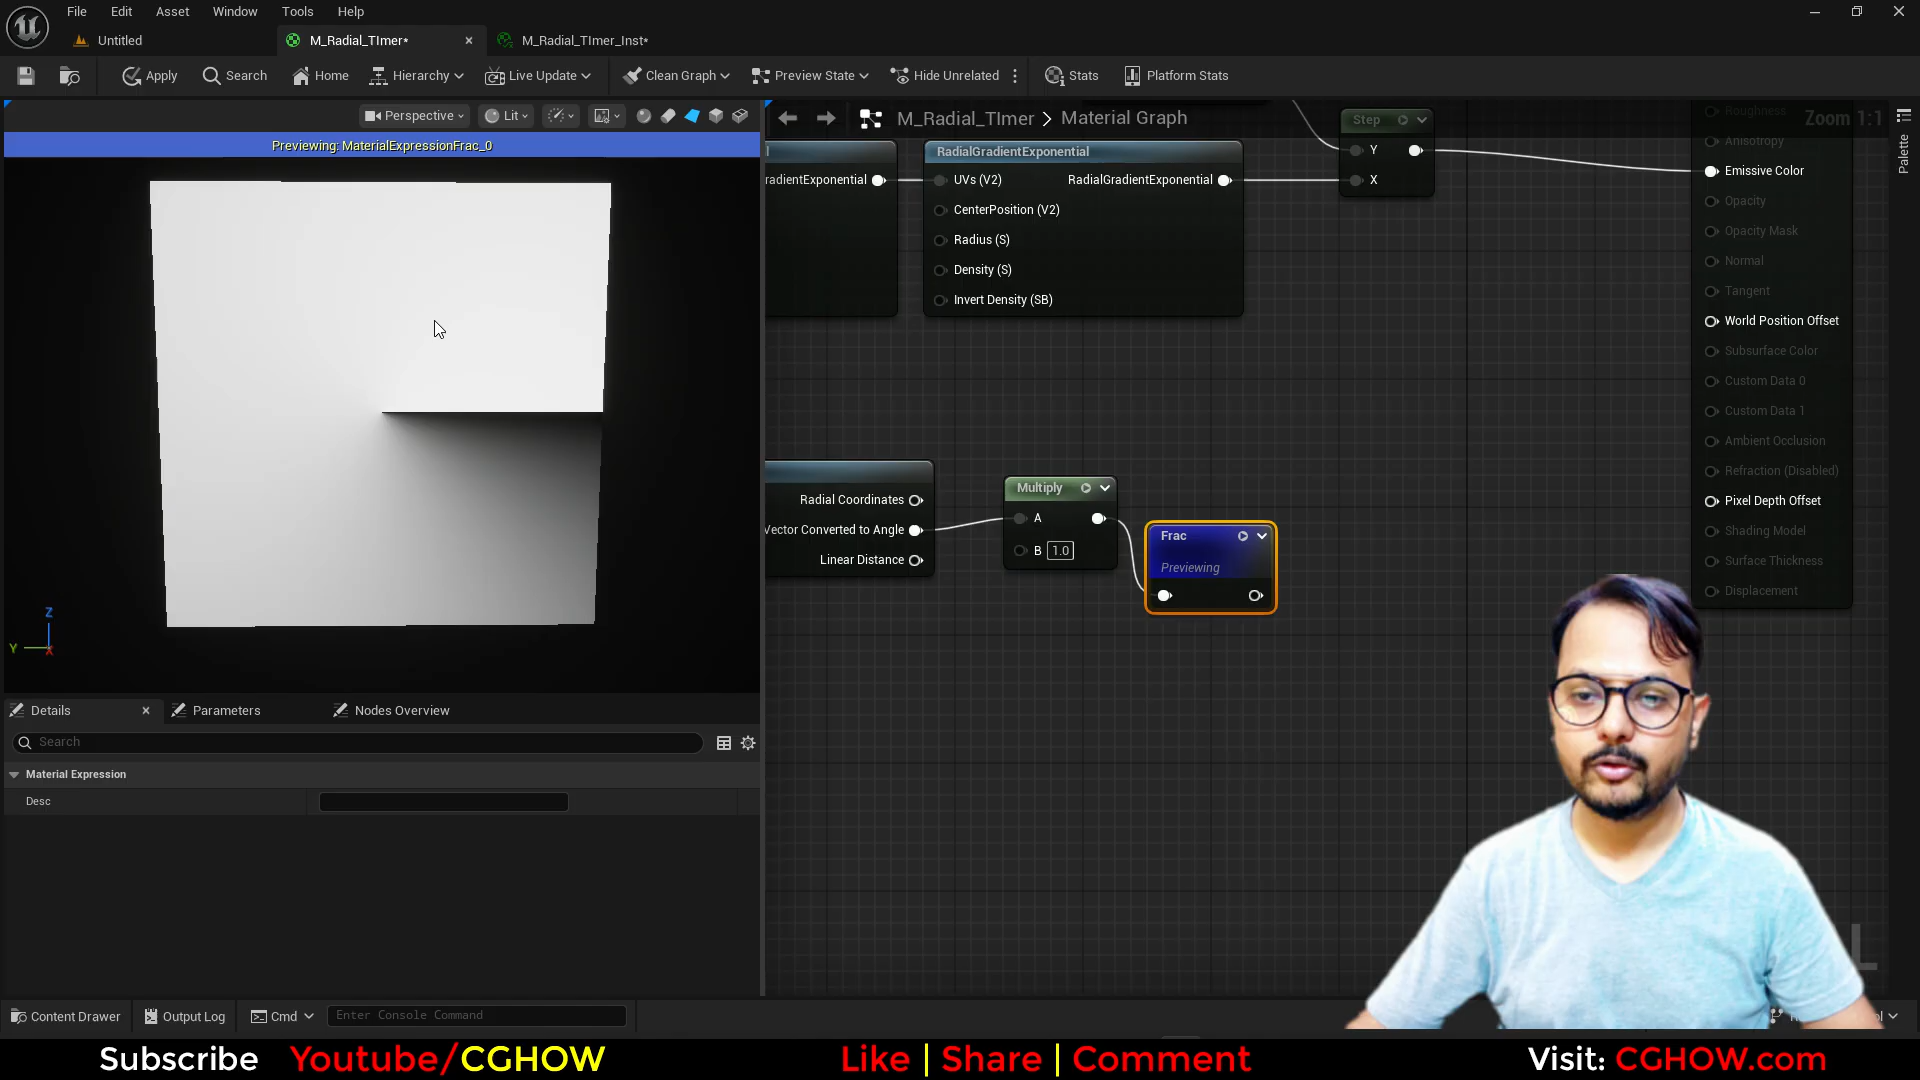 File Edit Asset Window Tools Help
Untitled M_Radial_TImer* M_Radial_TImer_Inst*
Apply Search Home Hierarchy Live Update Clean Graph Preview State Hide Unrelated Stats Platform Stats
Perspective Lit
M_Radial_TImer > Material Graph
Zoom 1:1
Palette
Previewing: MaterialExpressionFrac_0
RadialGradientExponential
radientExponential UVs (V2) RadialGradientExponential
CenterPosition (V2)
Radius (S)
Density (S)
Invert Density (SB)
Step
Y
X
Roughness
Anisotropy
Emissive Color
Opacity
Opacity Mask
Normal
Tangent
World Position Offset
Subsurface Color
Custom Data 0
Custom Data 1
Ambient Occlusion
Refraction (Disabled)
Pixel Depth Offset
Shading Model
Surface Thickness
Displacement
Radial Coordinates
Vector Converted to Angle
Linear Distance
Multiply
A
B 1.0
Frac
Previewing
Z
Y X
Details Parameters Nodes Overview
Search
Material Expression
Desc
Content Drawer Output Log Cmd Enter Console Command
Subscribe Youtube/CGHOW Like | Share | Comment Visit: CGHOW.com